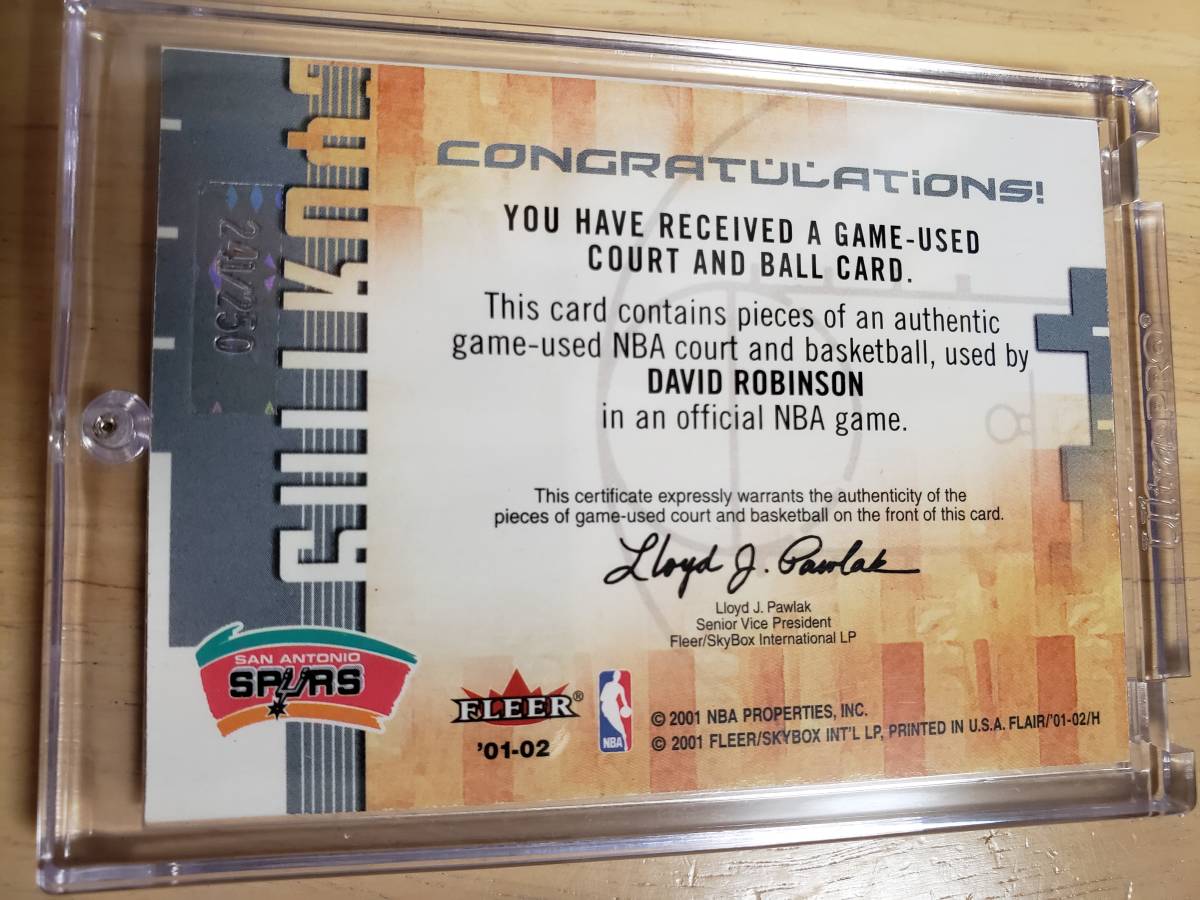 CONGRATULATIONS!
YOU HAVE RECEIVED A GAME-USED
COURT AND BALL CARD.
This card contains pieces of an authentic
game-used NBA court and basketball, used by
DAVID ROBINSON
in an official NBA game.
This certificate expressly warrants the authenticity of the
pieces of game-used court and basketball on the front of this card.
Lloyd J. Pawlak
Lloyd J. Pawlak
Senior Vice President
Fleer/SkyBox International LP
241/250
SAN ANTONIO
SPURS
FLEER®
'01-02
NBA
© 2001 NBA PROPERTIES, INC.
© 2001 FLEER/SKYBOX INT'L LP, PRINTED IN U.S.A. FLAIR/'01-02/H
Ultra·PRO®